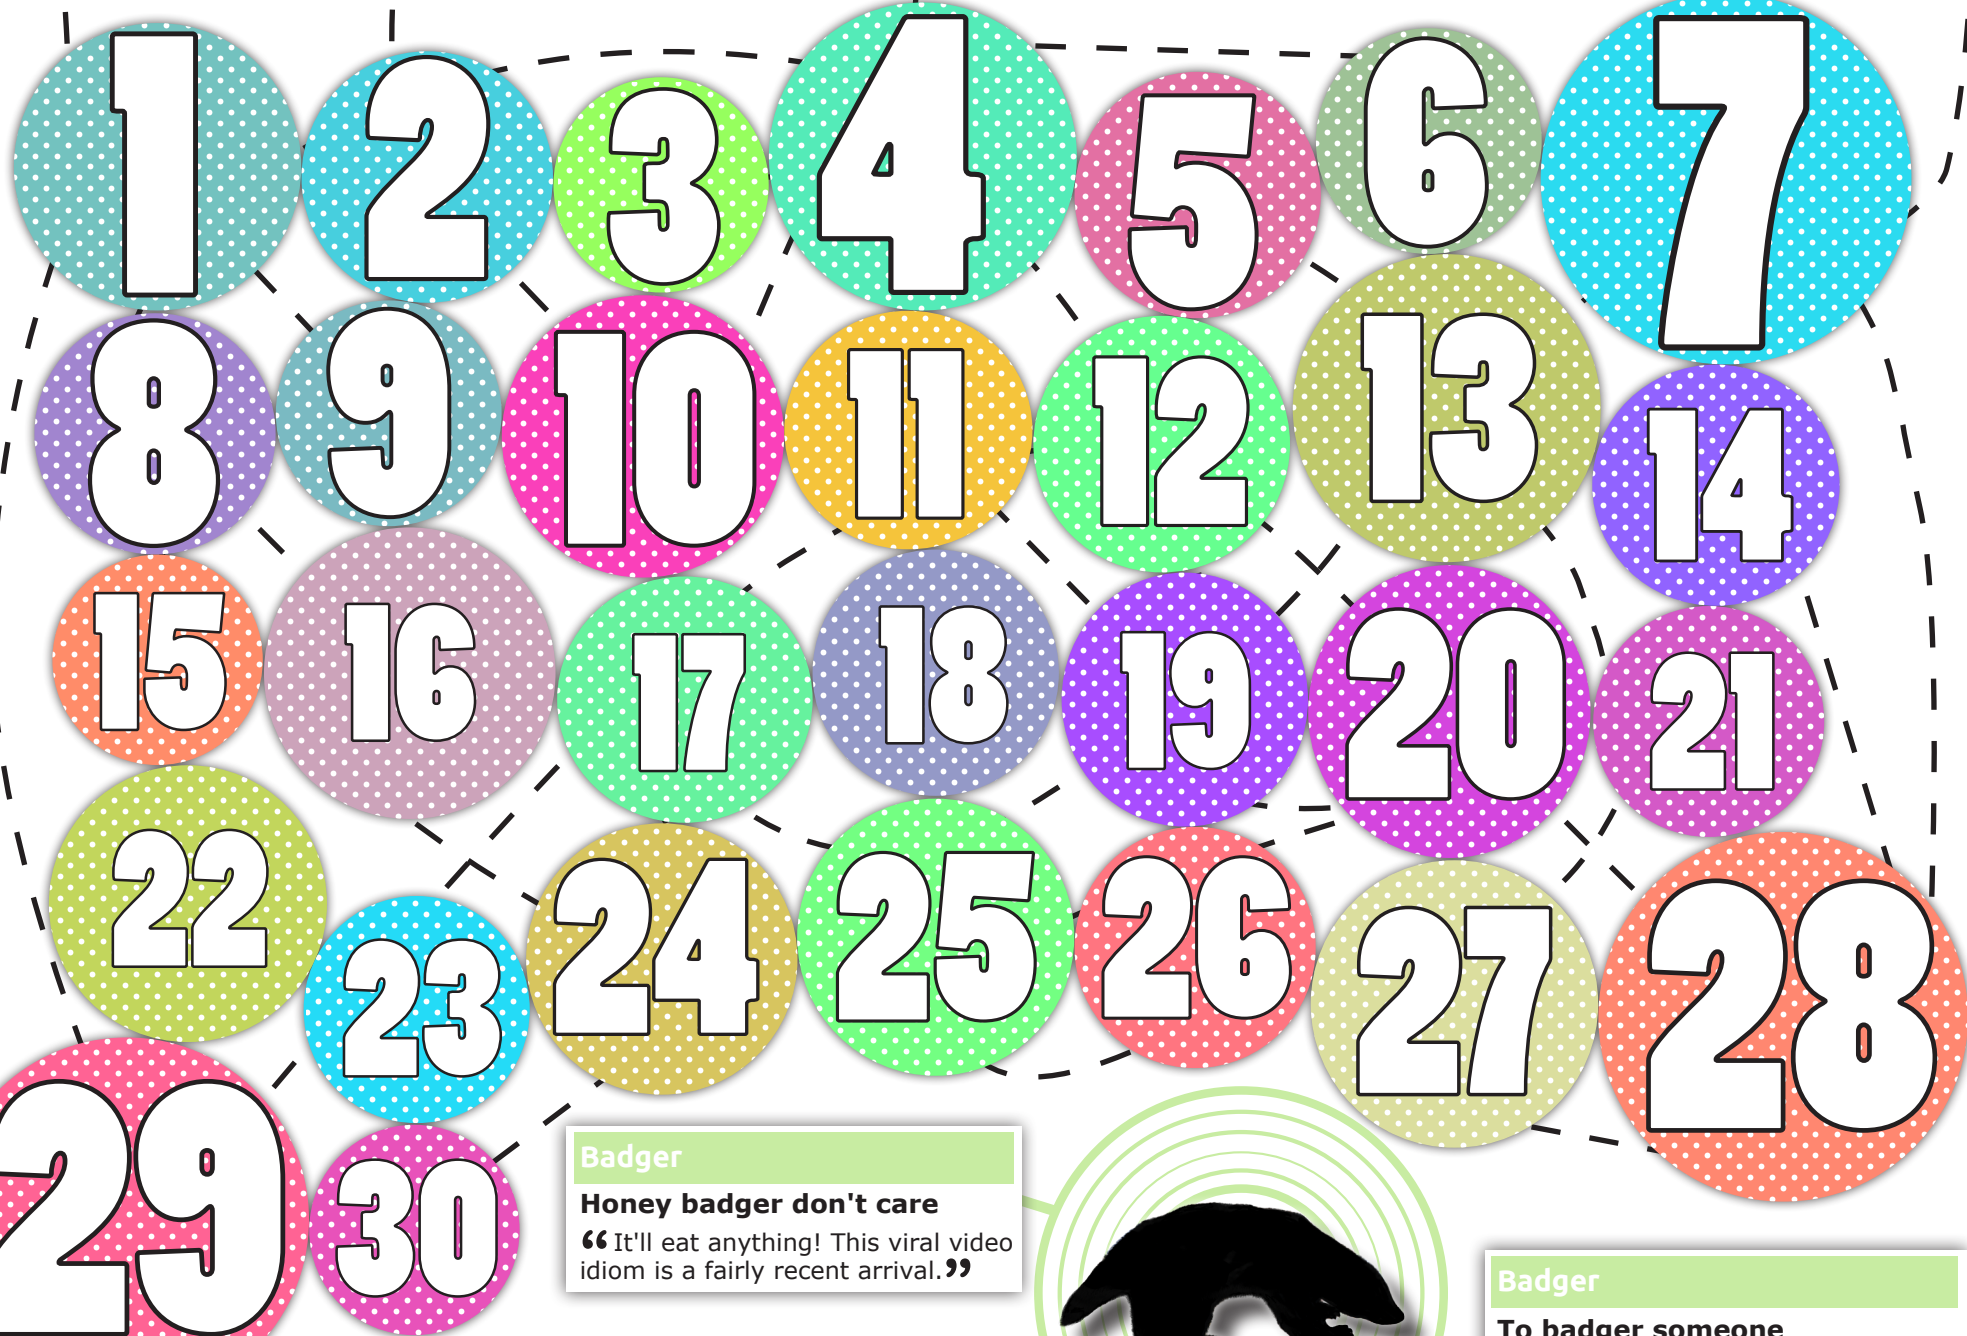 1 2 3 4 5 6 7
8 9 10 11 12 13 14
15 16 17 18 19 20 21
22 23 24 25 26 27 28
29 30
Badger
Honey badger don't care
“ It'll eat anything! This viral video
idiom is a fairly recent arrival. ”
Badger
To badger someone